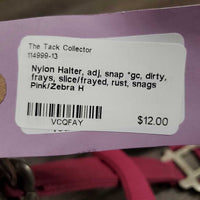 The Tack Collector
114999-13
Nylon Halter, adj, snap *gc, dirty,
frays, slice/frayed, rust, snags
Pink/Zebra H
VCQFAY
$12.00